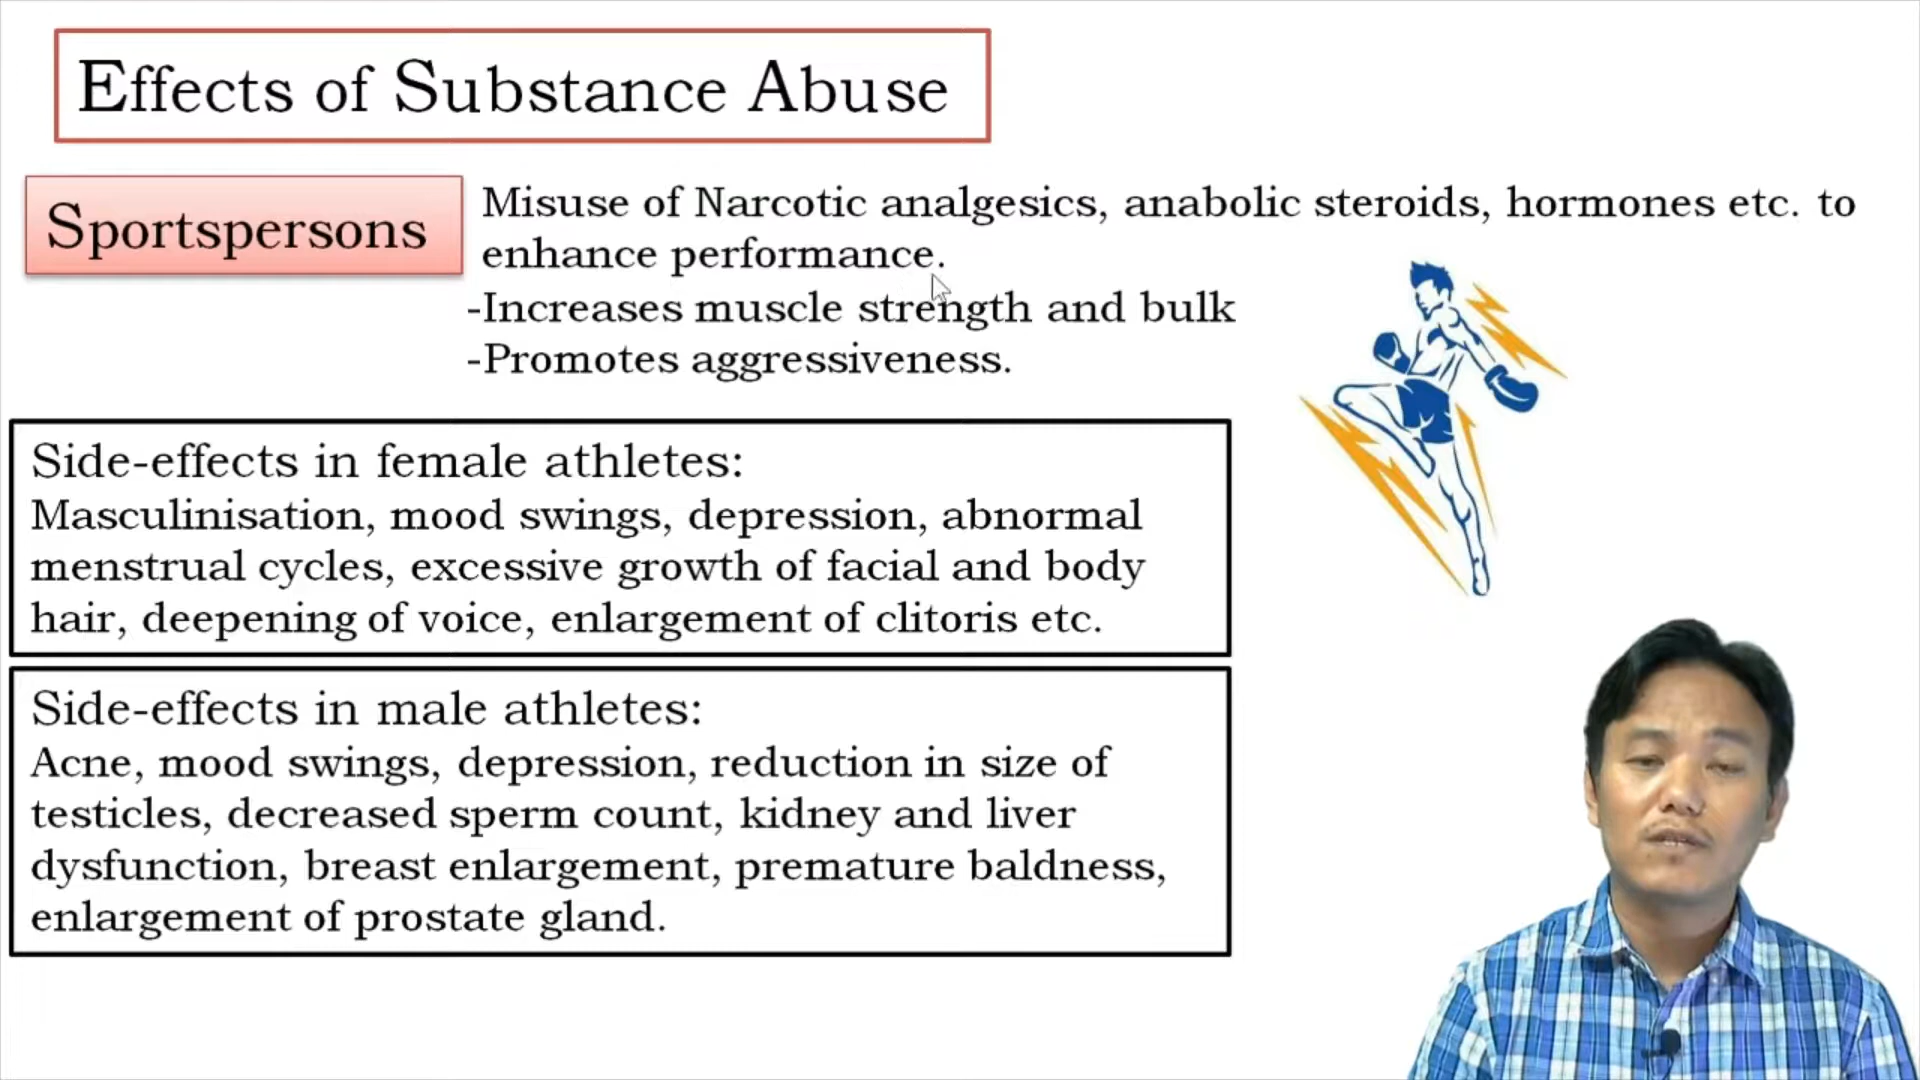 Effects of Substance Abuse
Sportspersons
Misuse of Narcotic analgesics, anabolic steroids, hormones etc. to
enhance performance.
-Increases muscle strength and bulk
-Promotes aggressiveness.
Side-effects in female athletes:
Masculinisation, mood swings, depression, abnormal
menstrual cycles, excessive growth of facial and body
hair, deepening of voice, enlargement of clitoris etc.
Side-effects in male athletes:
Acne, mood swings, depression, reduction in size of
testicles, decreased sperm count, kidney and liver
dysfunction, breast enlargement, premature baldness,
enlargement of prostate gland.